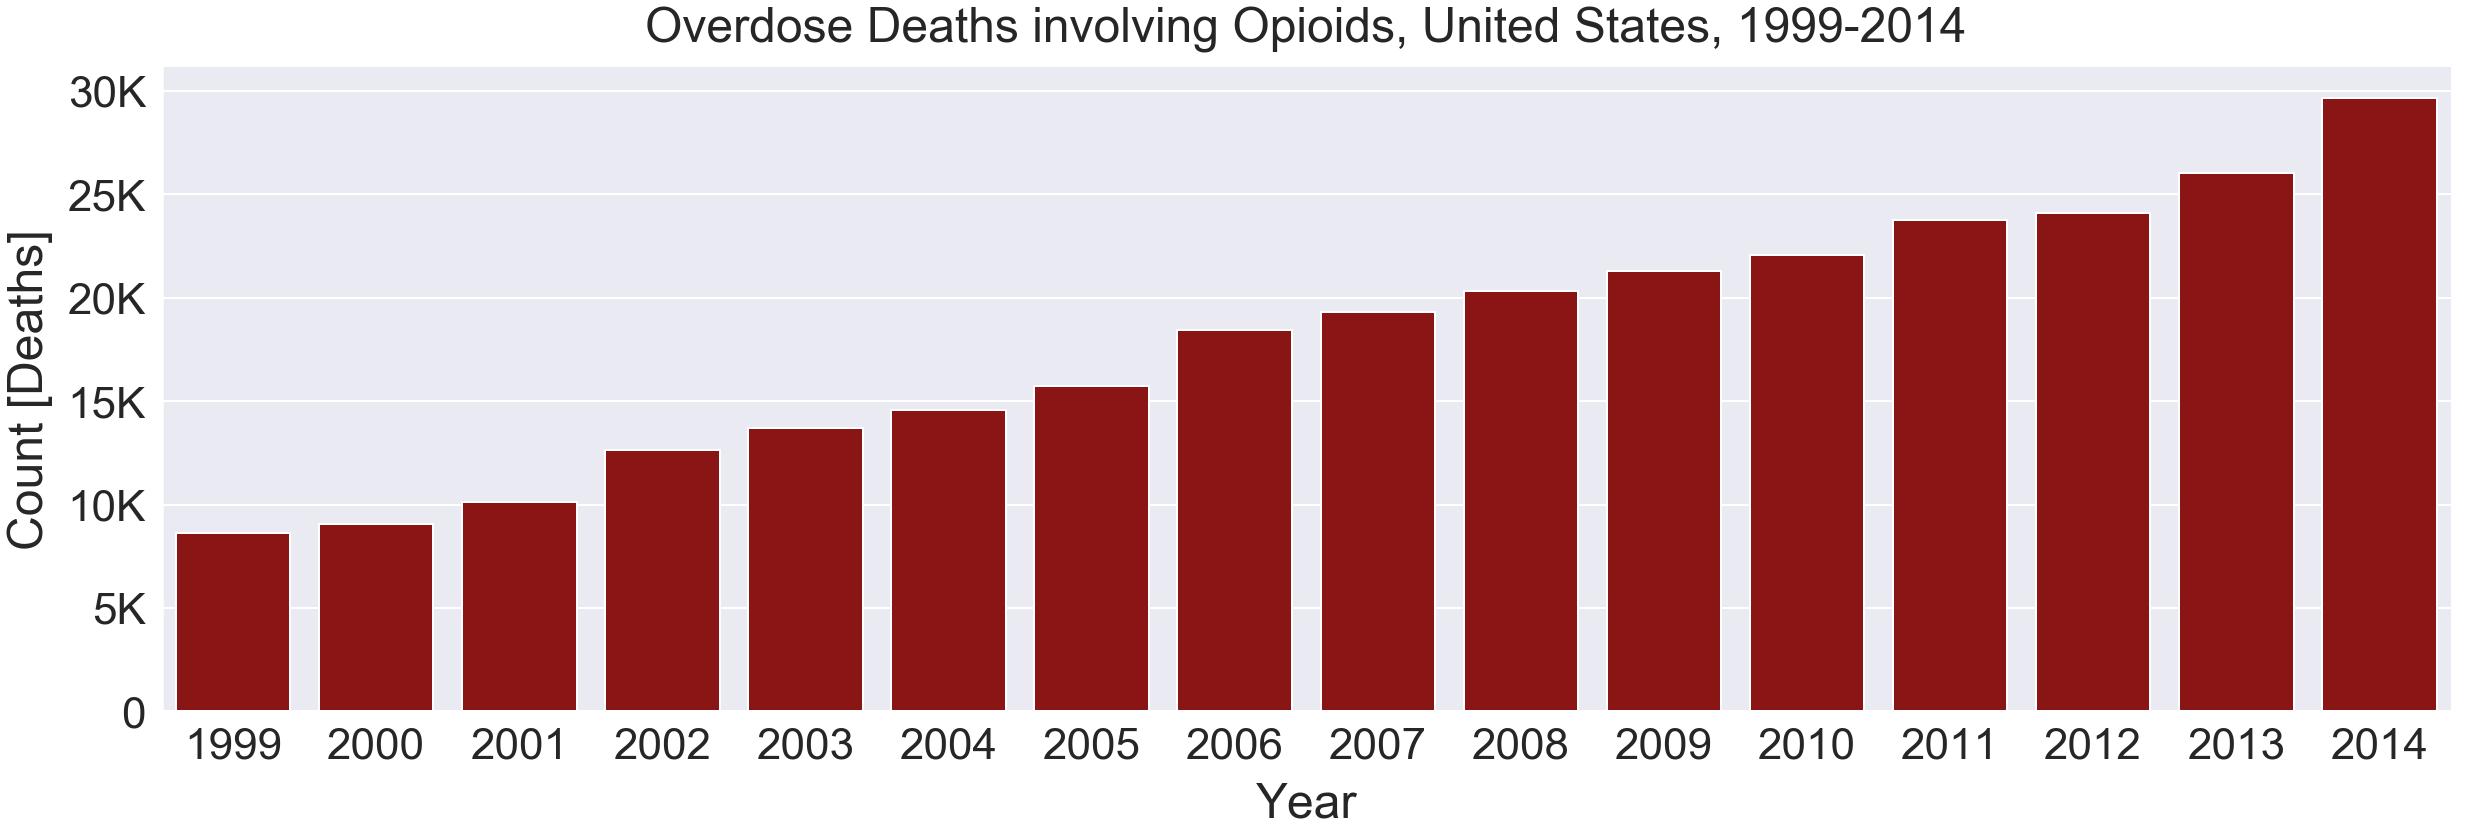 Overdose Deaths involving Opioids, United States, 1999-2014
30K
25K
20K
15K
10K
5K
0
Count [Deaths]
1999 2000 2001 2002 2003 2004 2005 2006 2007 2008 2009 2010 2011 2012 2013 2014
Year